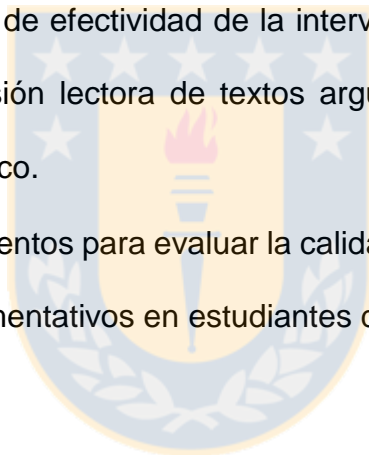 de efectividad de la interv
sión lectora de textos argu
co.
entos para evaluar la calida
mentativos en estudiantes d